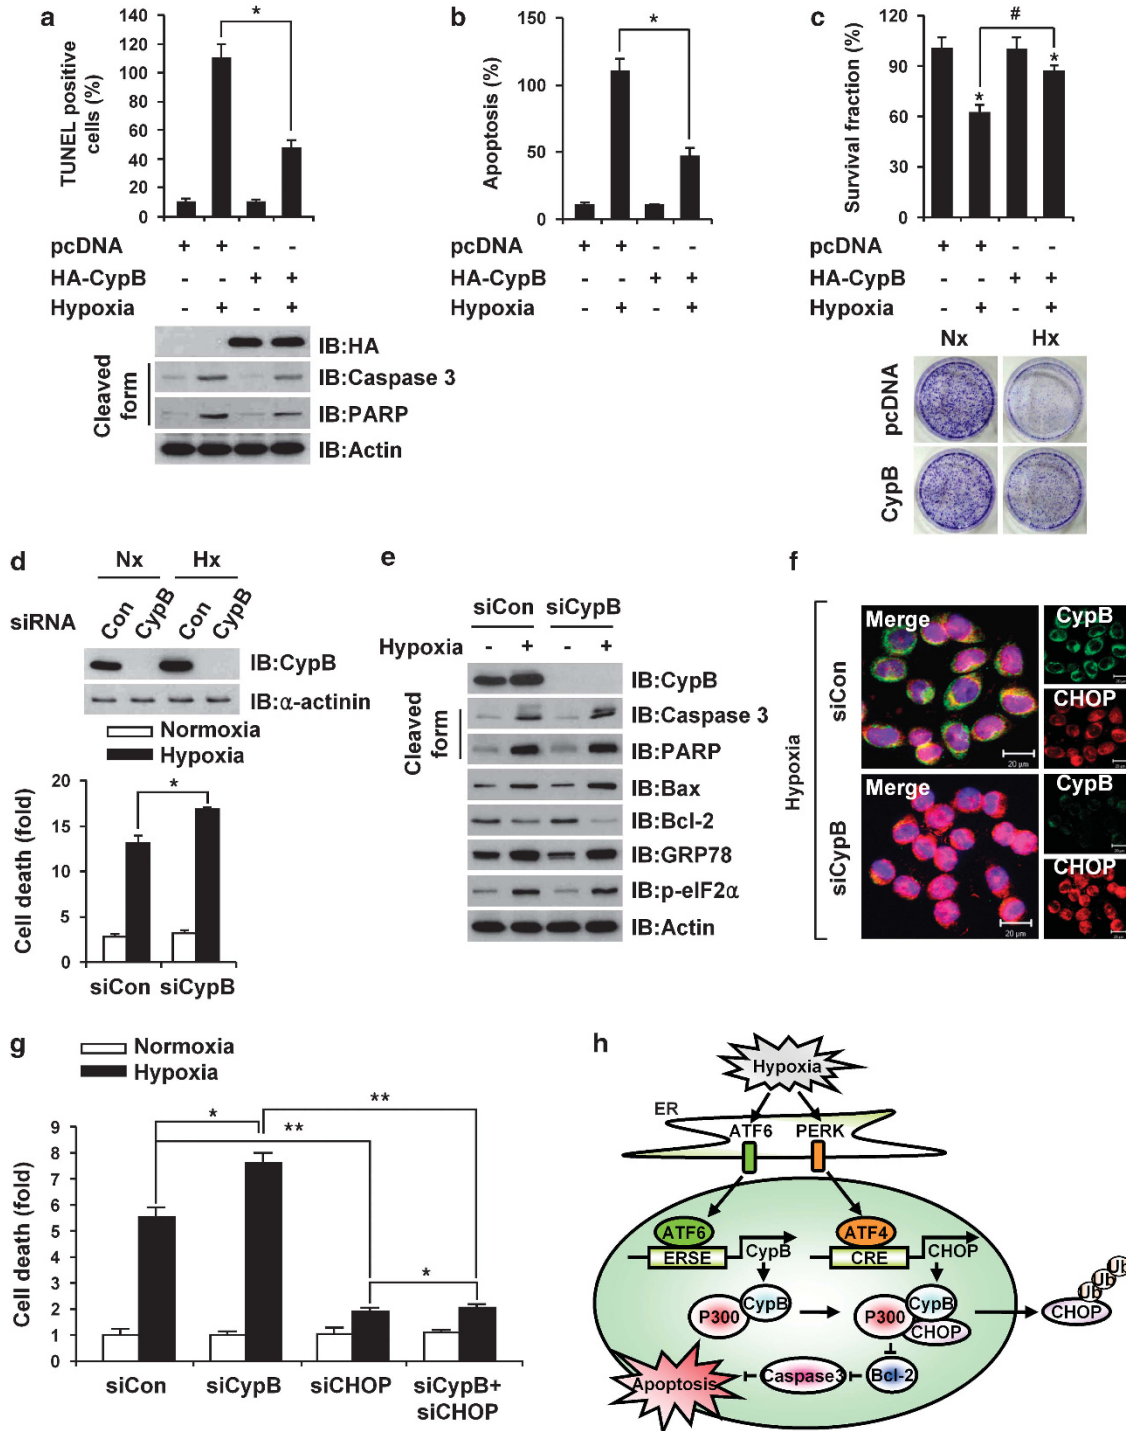 a
TUNEL positive
cells (%)
140
120
100
80
60
40
20
0
*
pcDNA + + - -
HA-CypB - - + +
Hypoxia - + - +
Cleaved
form
IB:HA
IB:Caspase 3
IB:PARP
IB:Actin
b
Apoptosis (%)
150
100
50
0
*
pcDNA + + - -
HA-CypB - - + +
Hypoxia - + - +
c
Survival fraction (%)
120
90
60
30
0
#
*
*
pcDNA + + - -
HA-CypB - - + +
Hypoxia - + - +
Nx Hx
pcDNA
CypB
d
Nx Hx
siRNA Con CypB Con CypB
IB:CypB
IB:α-actinin
Normoxia
Hypoxia
Cell death (fold)
20
15
10
5
0
*
siCon siCypB
e
siCon siCypB
Hypoxia - + - +
Cleaved
form
IB:CypB
IB:Caspase 3
IB:PARP
IB:Bax
IB:Bcl-2
IB:GRP78
IB:p-eIF2α
IB:Actin
f
Hypoxia
siCon
Merge
20 μm
CypB
CHOP
siCypB
Merge
20 μm
CypB
CHOP
g
Normoxia
Hypoxia
Cell death (fold)
9
8
7
6
5
4
3
2
1
0
*
**
**
*
siCon siCypB siCHOP siCypB+
siCHOP
h
Hypoxia
ER
ATF6 PERK
ATF6
ERSE
CypB
ATF4
CRE
CHOP
P300
CypB
P300
CypB
CHOP
Ub
Ub
Ub
CHOP
Apoptosis
Caspase3
Bcl-2